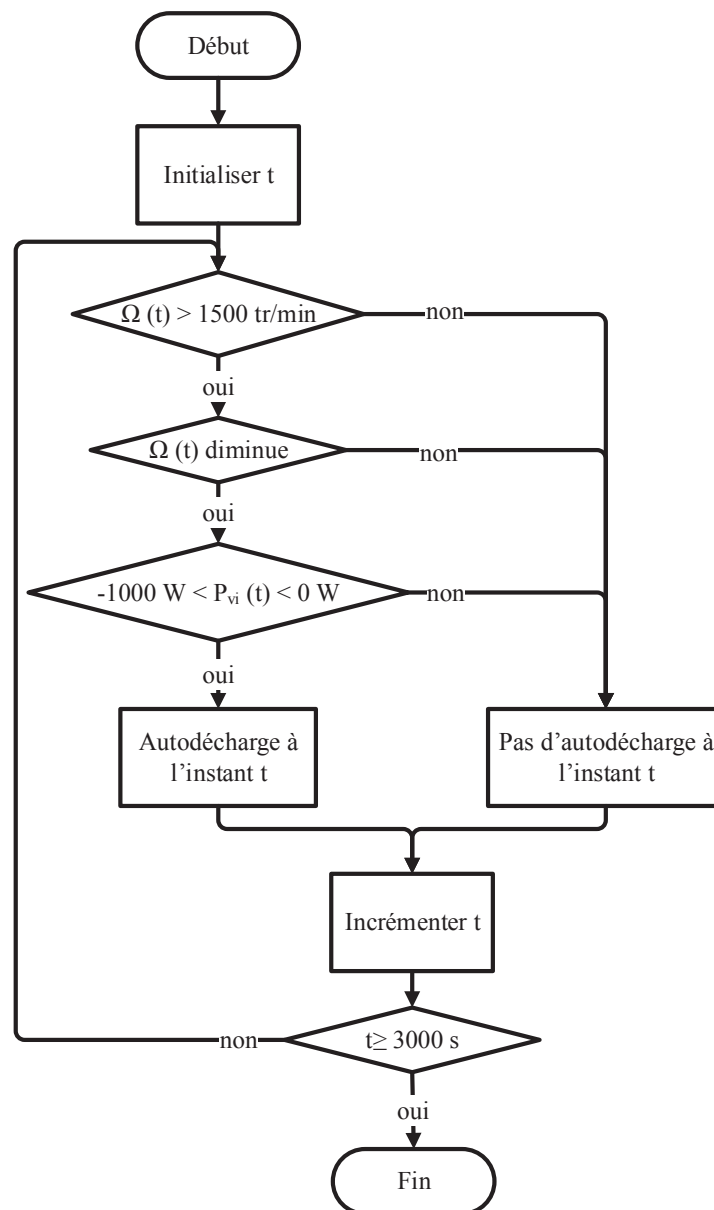 Début
Initialiser t
Ω (t) > 1500 tr/min
non
oui
Ω (t) diminue
non
oui
-1000 W < Pvi (t) < 0 W
non
oui
Autodécharge à
l’instant t
Pas d’autodécharge à
l’instant t
Incrémenter t
t≥ 3000 s
non
oui
Fin